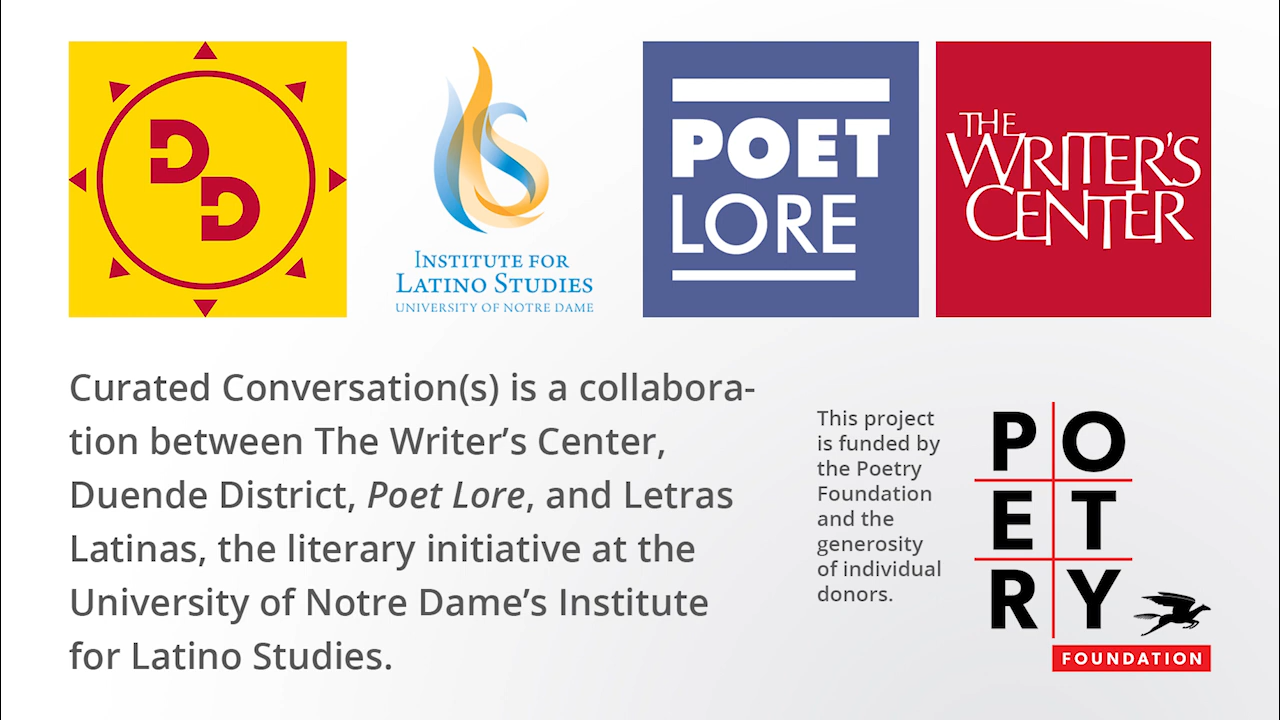 DD
INSTITUTE FOR
LATINO STUDIES
UNIVERSITY OF NOTRE DAME
POET
LORE
THE
WRITER'S
CENTER
Curated Conversation(s) is a collabora-
tion between The Writer’s Center,
Duende District, Poet Lore, and Letras
Latinas, the literary initiative at the
University of Notre Dame’s Institute
for Latino Studies.
This project
is funded by
the Poetry
Foundation
and the
generosity
of individual
donors.
PO
ET
RY
FOUNDATION